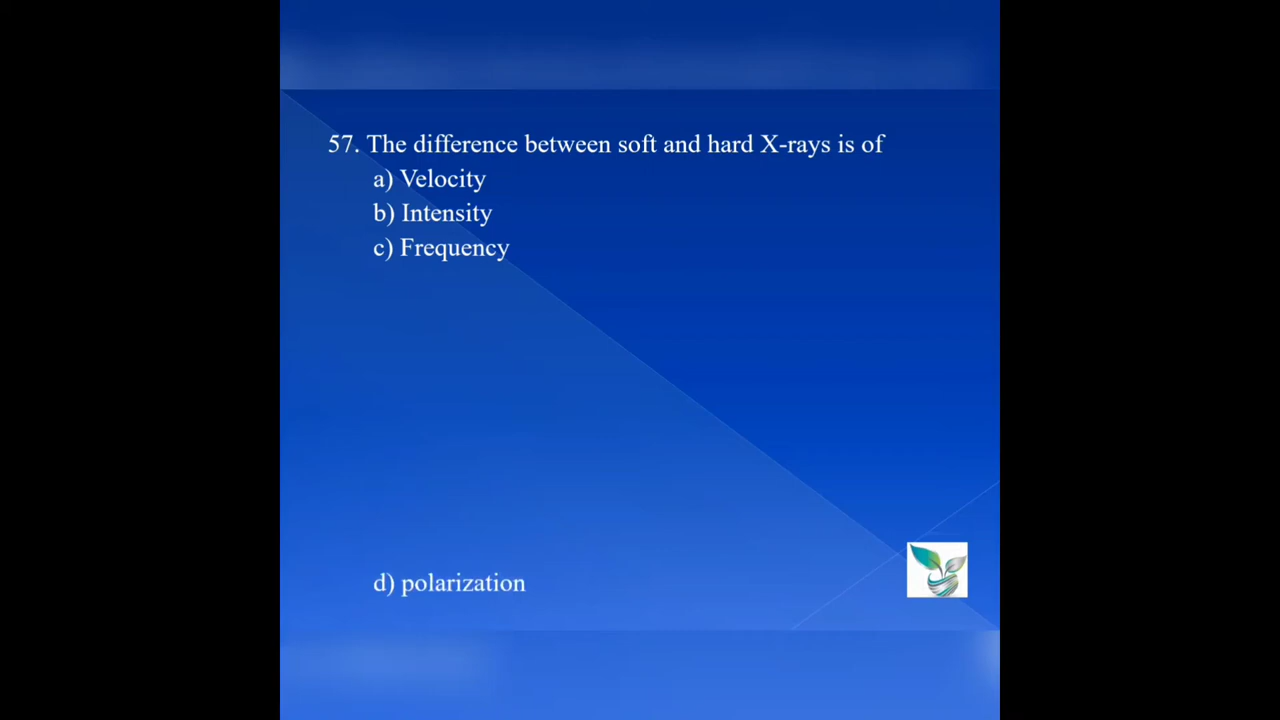 57. The difference between soft and hard X-rays is of
a) Velocity
b) Intensity
c) Frequency
d) polarization